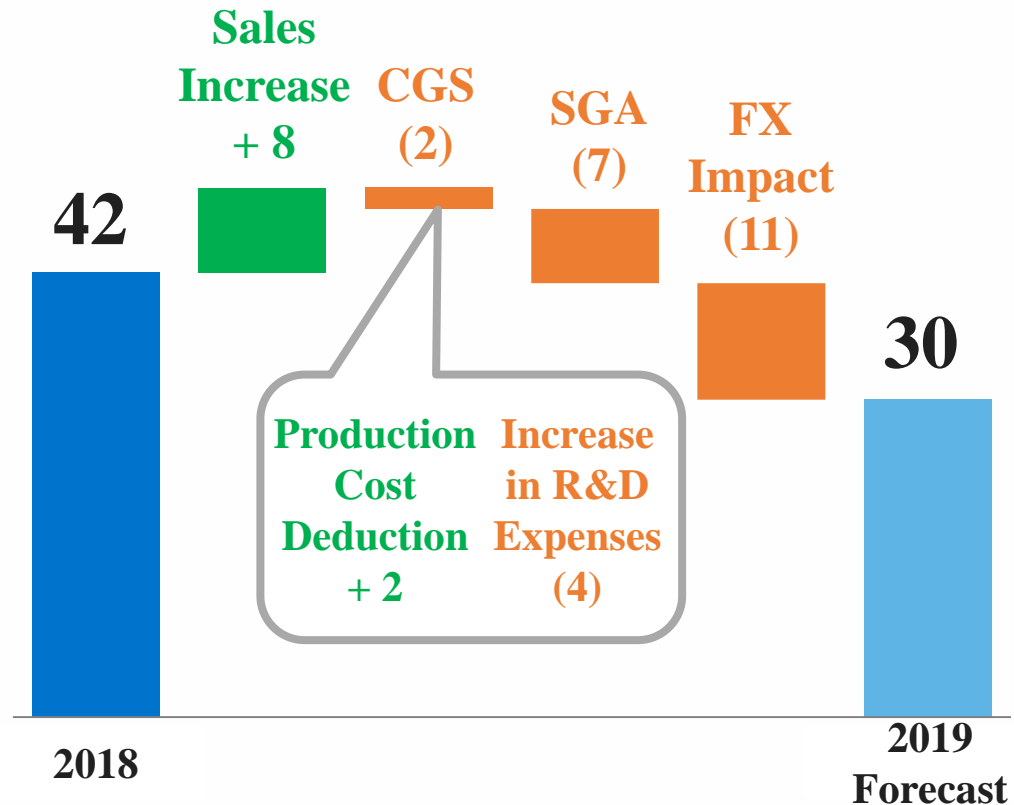 Sales
Increase
+ 8
CGS
(2)
SGA
(7)
FX
Impact
(11)
42
30
Production
Cost
Deduction
+ 2
Increase
in R&D
Expenses
(4)
2018
2019
Forecast